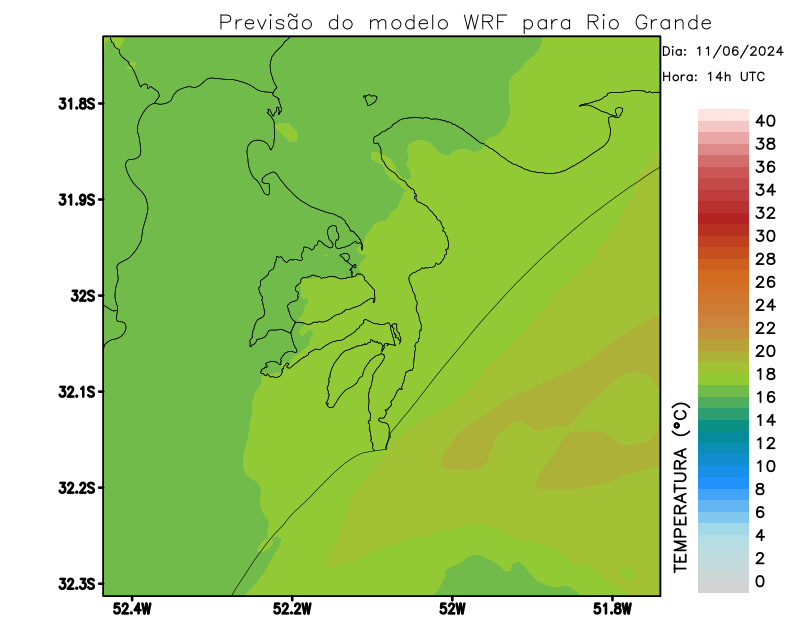 Previsão do modelo WRF para Rio Grande
Dia: 11/06/2024
Hora: 14h UTC
31.8S
31.9S
32S
32.1S
32.2S
32.3S
52.4W
52.2W
52W
51.8W
TEMPERATURA (°C)
40
38
36
34
32
30
28
26
24
22
20
18
16
14
12
10
8
6
4
2
0